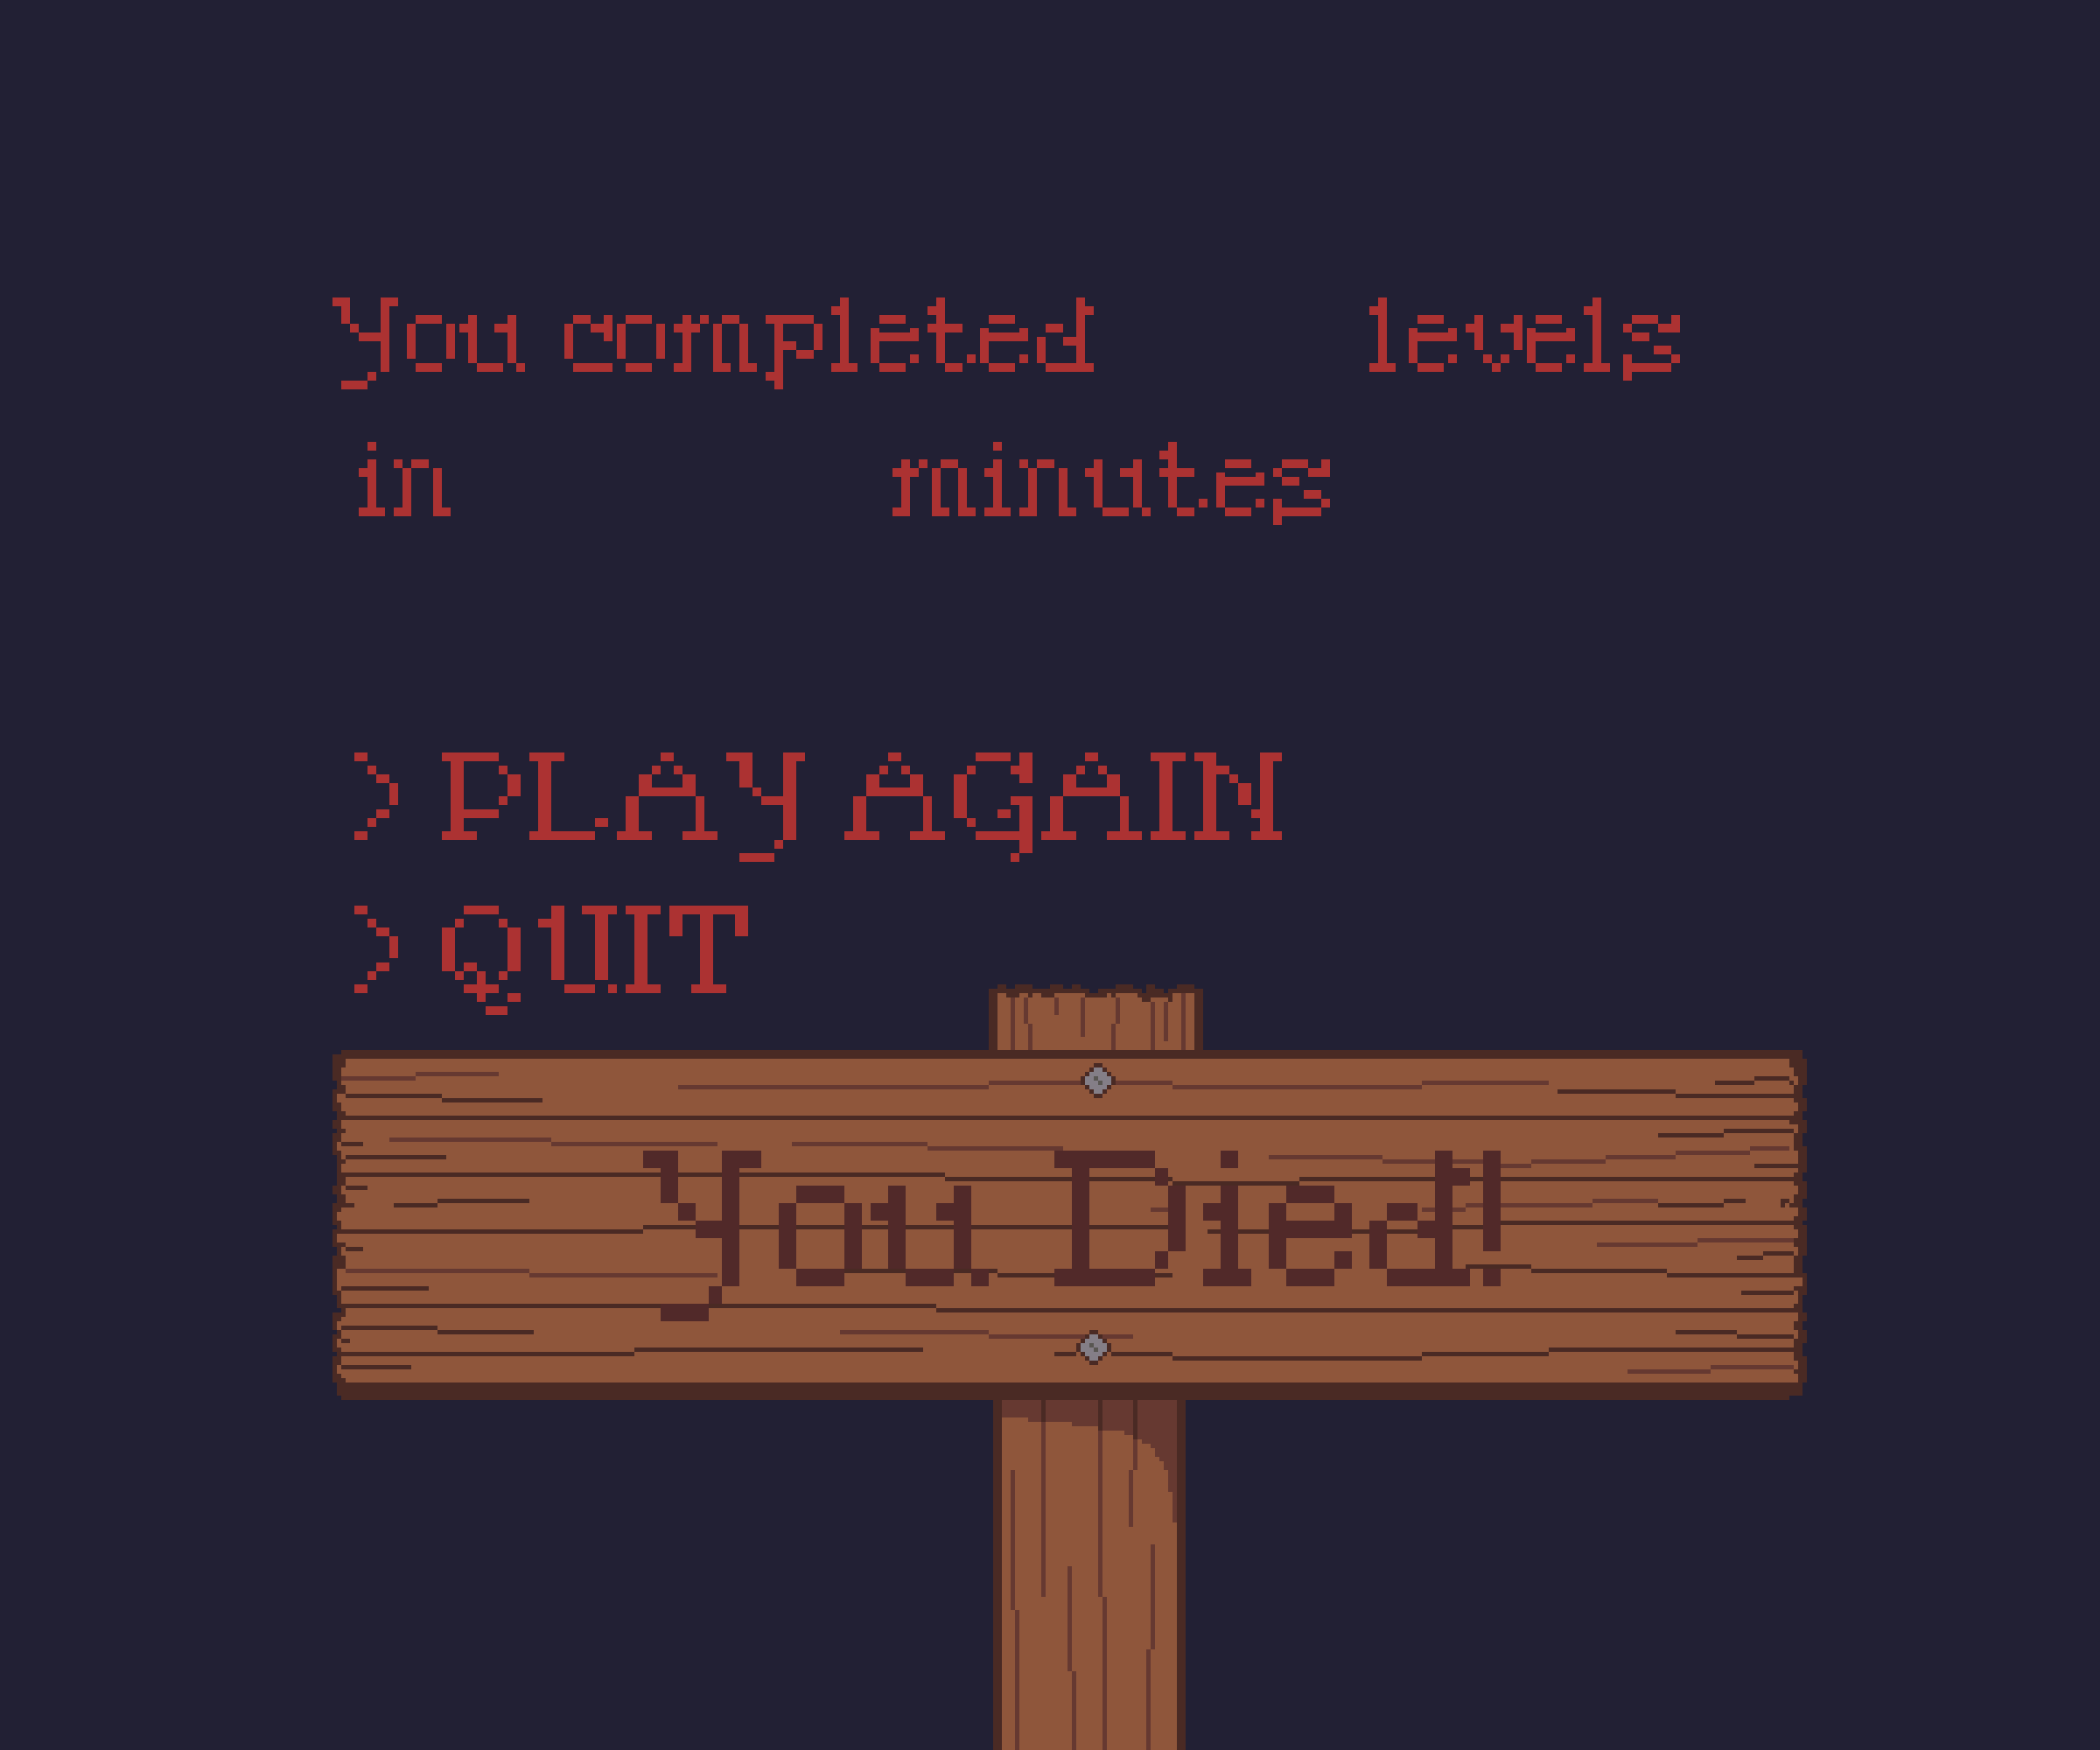 You completed levels
in minutes
> PLAY AGAIN
> QUIT
You Died!